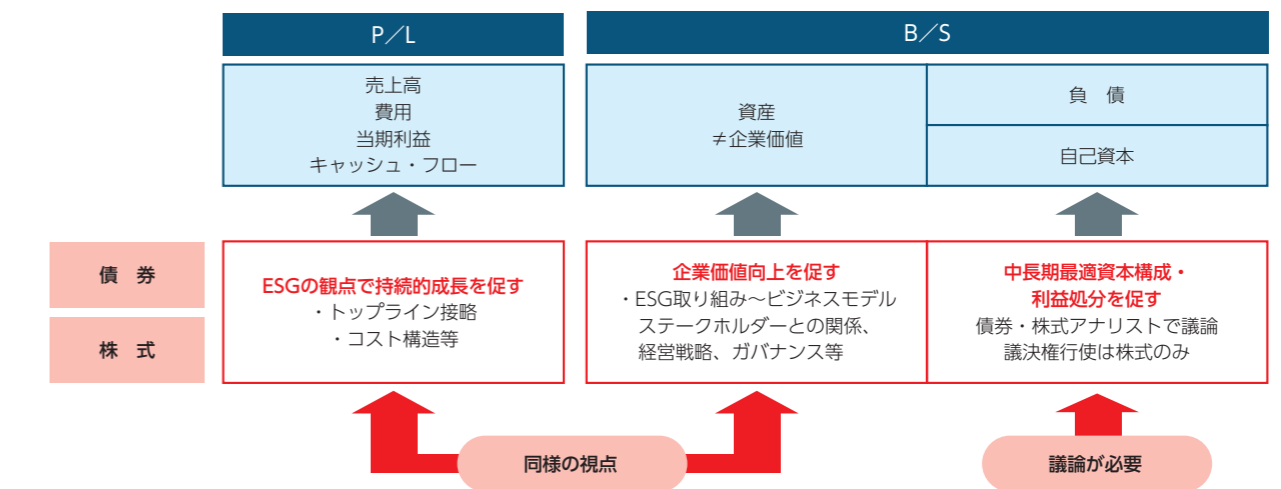 P／L
B／S
売上高
費用
当期利益
キャッシュ・フロー
資産
≠企業価値
負　債
自己資本
債　券
株　式
ESGの観点で持続的成長を促す
・トップライン接略
・コスト構造等
企業価値向上を促す
・ESG取り組み～ビジネスモデル
ステークホルダーとの関係、
経営戦略、ガバナンス等
中長期最適資本構成・
利益処分を促す
債券・株式アナリストで議論
議決権行使は株式のみ
同様の視点
議論が必要